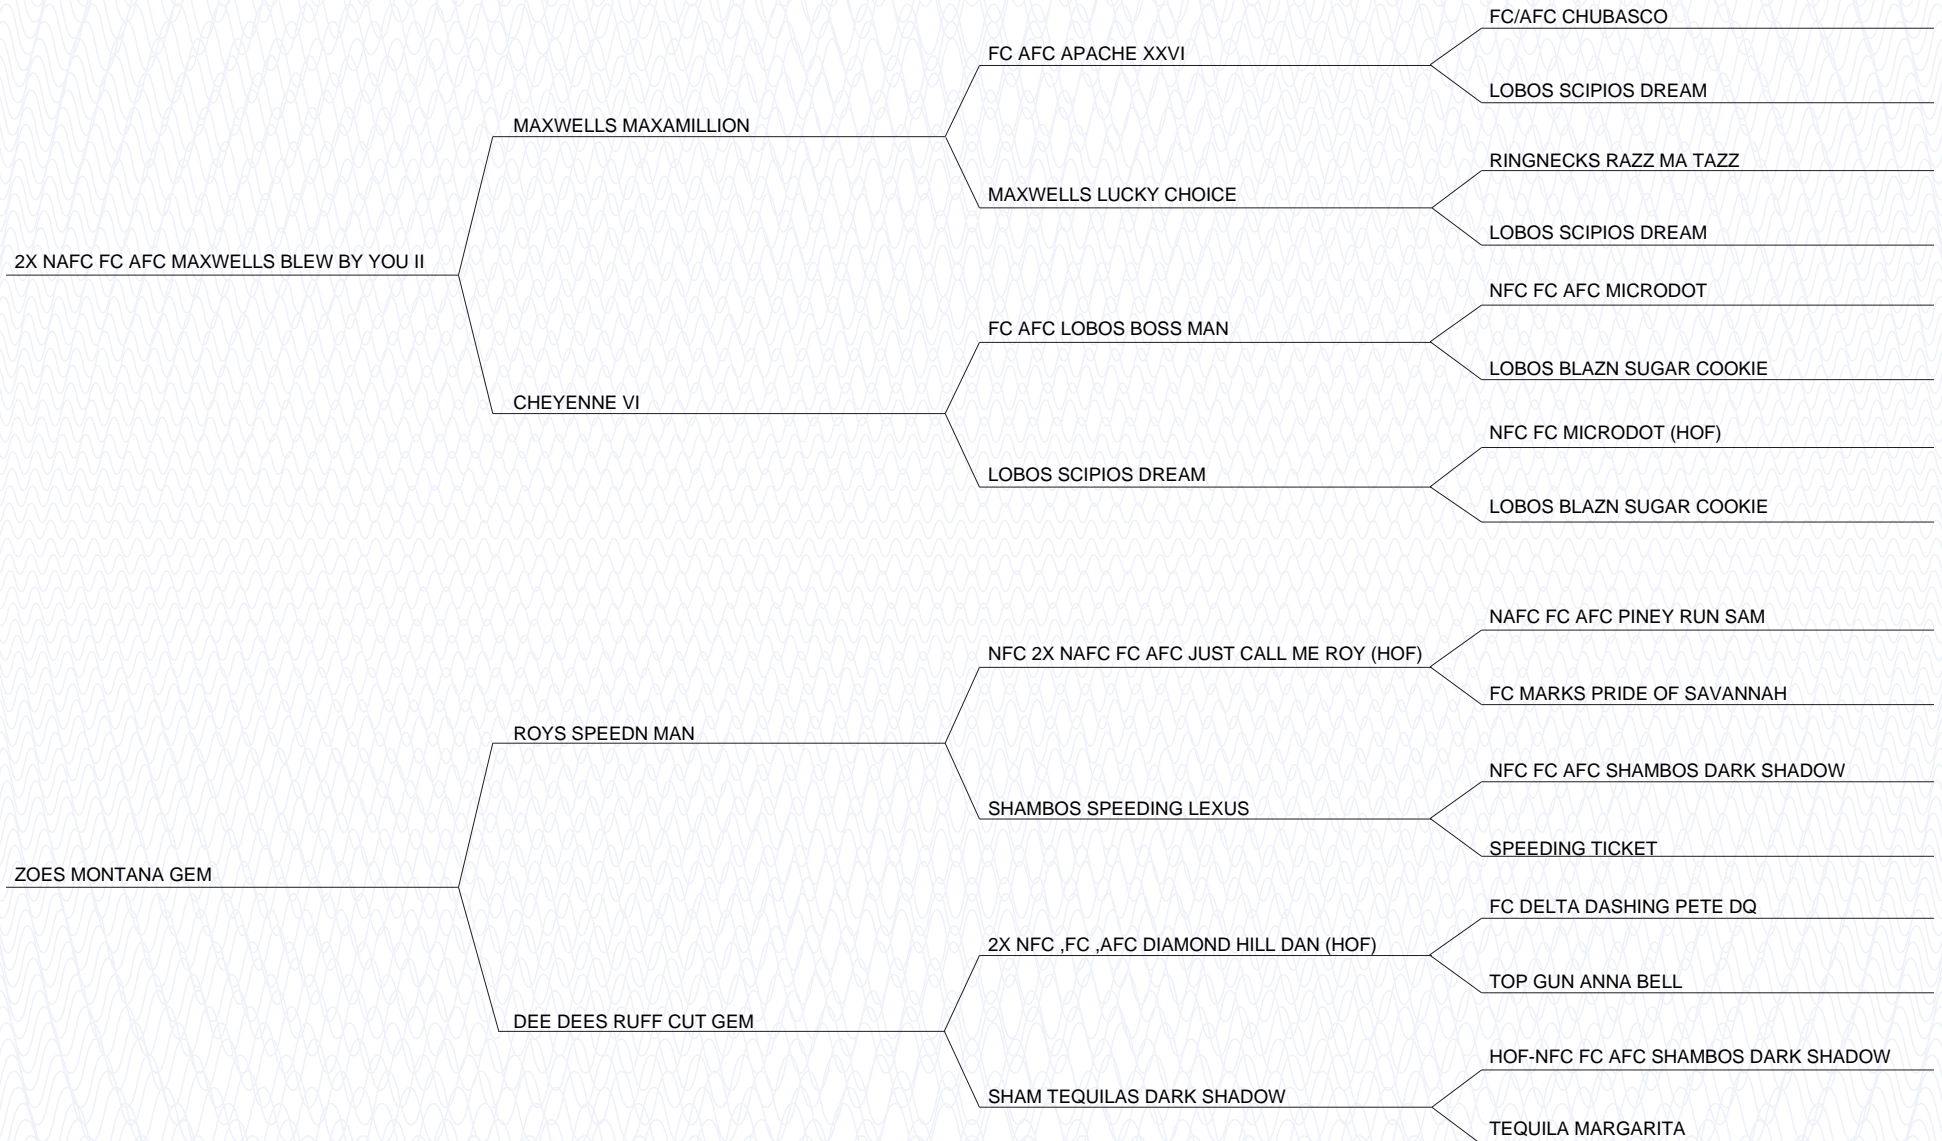 FC/AFC CHUBASCO
FC AFC APACHE XXVI
LOBOS SCIPIOS DREAM
MAXWELLS MAXAMILLION
RINGNECKS RAZZ MA TAZZ
MAXWELLS LUCKY CHOICE
LOBOS SCIPIOS DREAM
2X NAFC FC AFC MAXWELLS BLEW BY YOU II
NFC FC AFC MICRODOT
FC AFC LOBOS BOSS MAN
LOBOS BLAZN SUGAR COOKIE
CHEYENNE VI
NFC FC MICRODOT (HOF)
LOBOS SCIPIOS DREAM
LOBOS BLAZN SUGAR COOKIE
NAFC FC AFC PINEY RUN SAM
NFC 2X NAFC FC AFC JUST CALL ME ROY (HOF)
FC MARKS PRIDE OF SAVANNAH
ROYS SPEEDN MAN
NFC FC AFC SHAMBOS DARK SHADOW
SHAMBOS SPEEDING LEXUS
SPEEDING TICKET
ZOES MONTANA GEM
FC DELTA DASHING PETE DQ
2X NFC ,FC ,AFC DIAMOND HILL DAN (HOF)
TOP GUN ANNA BELL
DEE DEES RUFF CUT GEM
HOF-NFC FC AFC SHAMBOS DARK SHADOW
SHAM TEQUILAS DARK SHADOW
TEQUILA MARGARITA